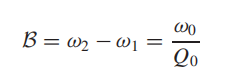 ℬ = ω₂ − ω₁ = ω₀ / Q₀